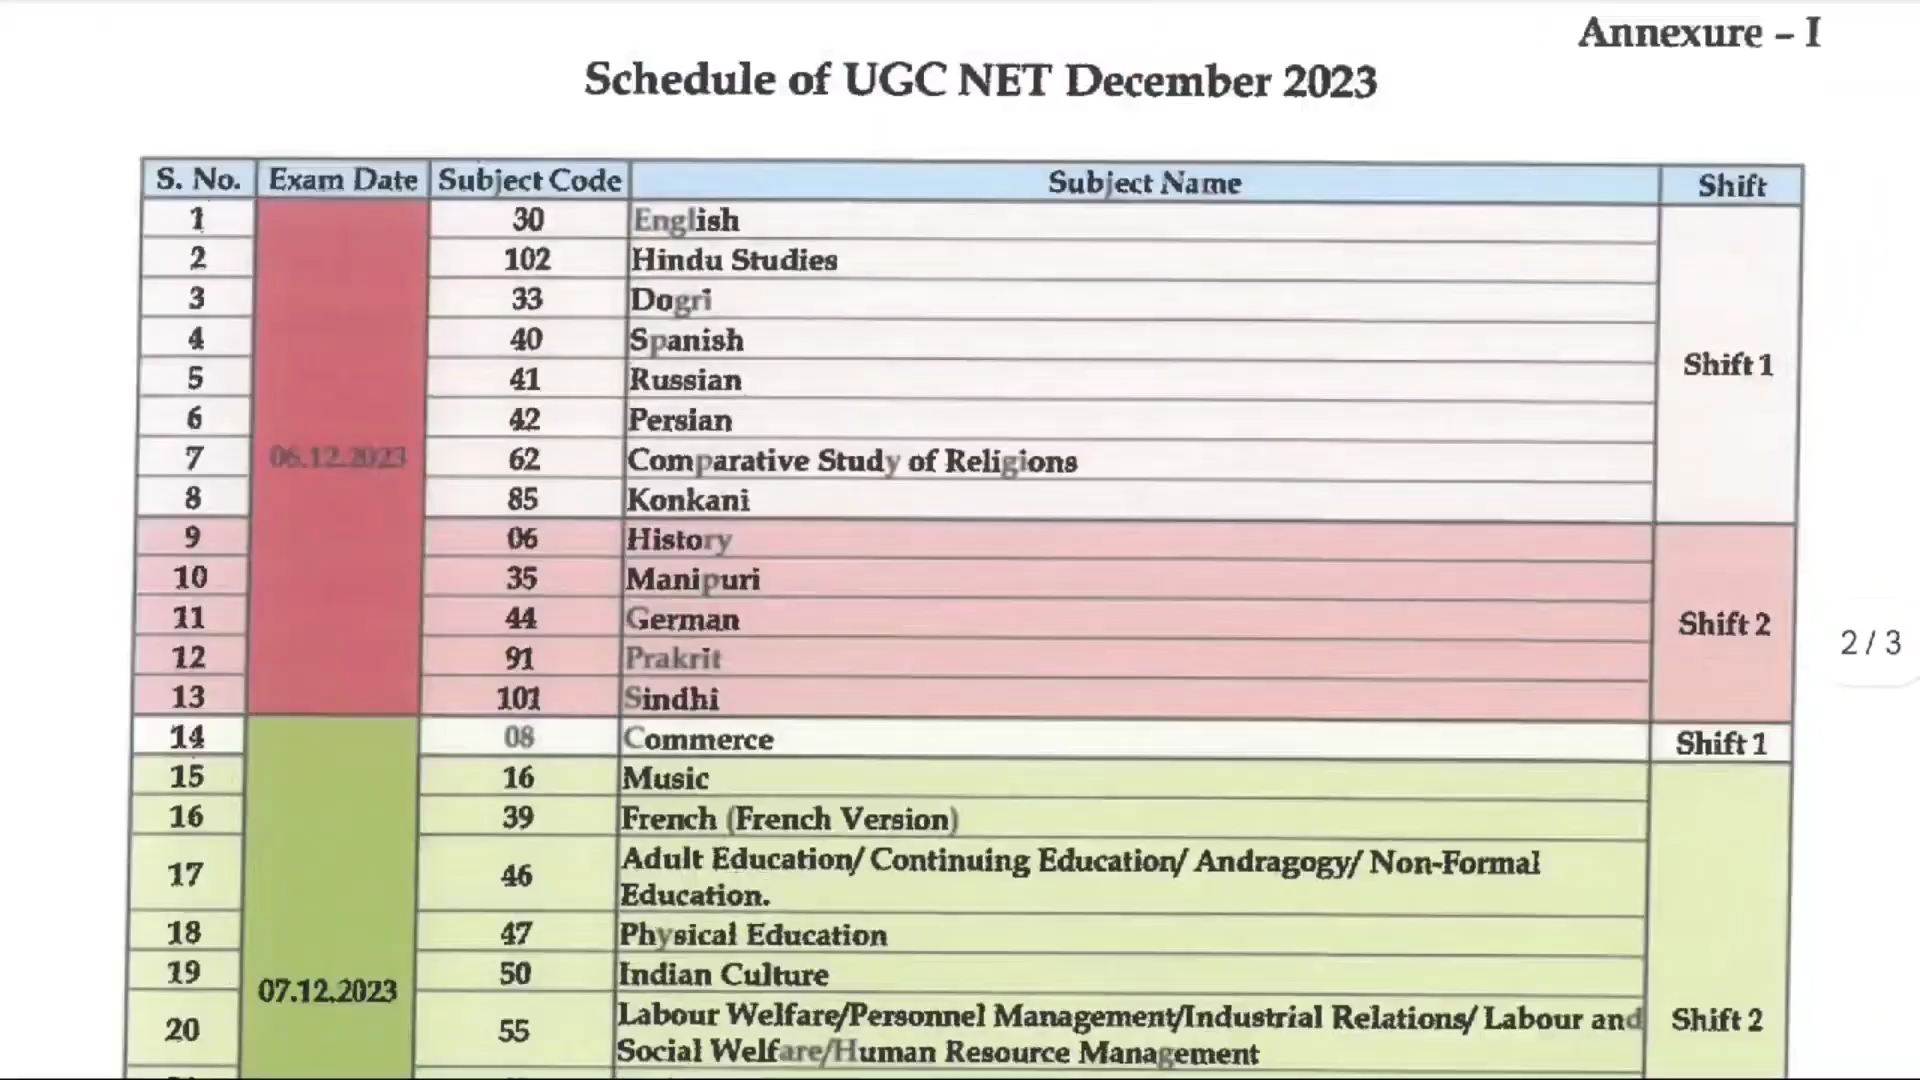 Annexure – I
Schedule of UGC NET December 2023
S. No. Exam Date Subject Code Subject Name Shift
1 30 English
2 102 Hindu Studies
3 33 Dogri
4 40 Spanish
5 41 Russian
Shift 1
6 42 Persian
7 06.12.2023 62 Comparative Study of Religions
8 85 Konkani
9 06 History
10 35 Manipuri
11 44 German
Shift 2
2 / 3
12 91 Prakrit
13 101 Sindhi
14 08 Commerce Shift 1
15 16 Music
16 39 French (French Version)
17 46 Adult Education/ Continuing Education/ Andragogy/ Non-Formal
Education.
18 47 Physical Education
19 50 Indian Culture
07.12.2023
20 55 Labour Welfare/Personnel Management/Industrial Relations/ Labour and
Social Welfare/Human Resource Management
Shift 2